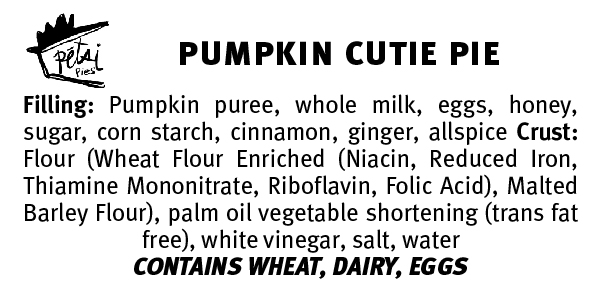 pétsi
pies
PUMPKIN CUTIE PIE
Filling: Pumpkin puree, whole milk, eggs, honey,
sugar, corn starch, cinnamon, ginger, allspice Crust:
Flour (Wheat Flour Enriched (Niacin, Reduced Iron,
Thiamine Mononitrate, Riboflavin, Folic Acid), Malted
Barley Flour), palm oil vegetable shortening (trans fat
free), white vinegar, salt, water
CONTAINS WHEAT, DAIRY, EGGS